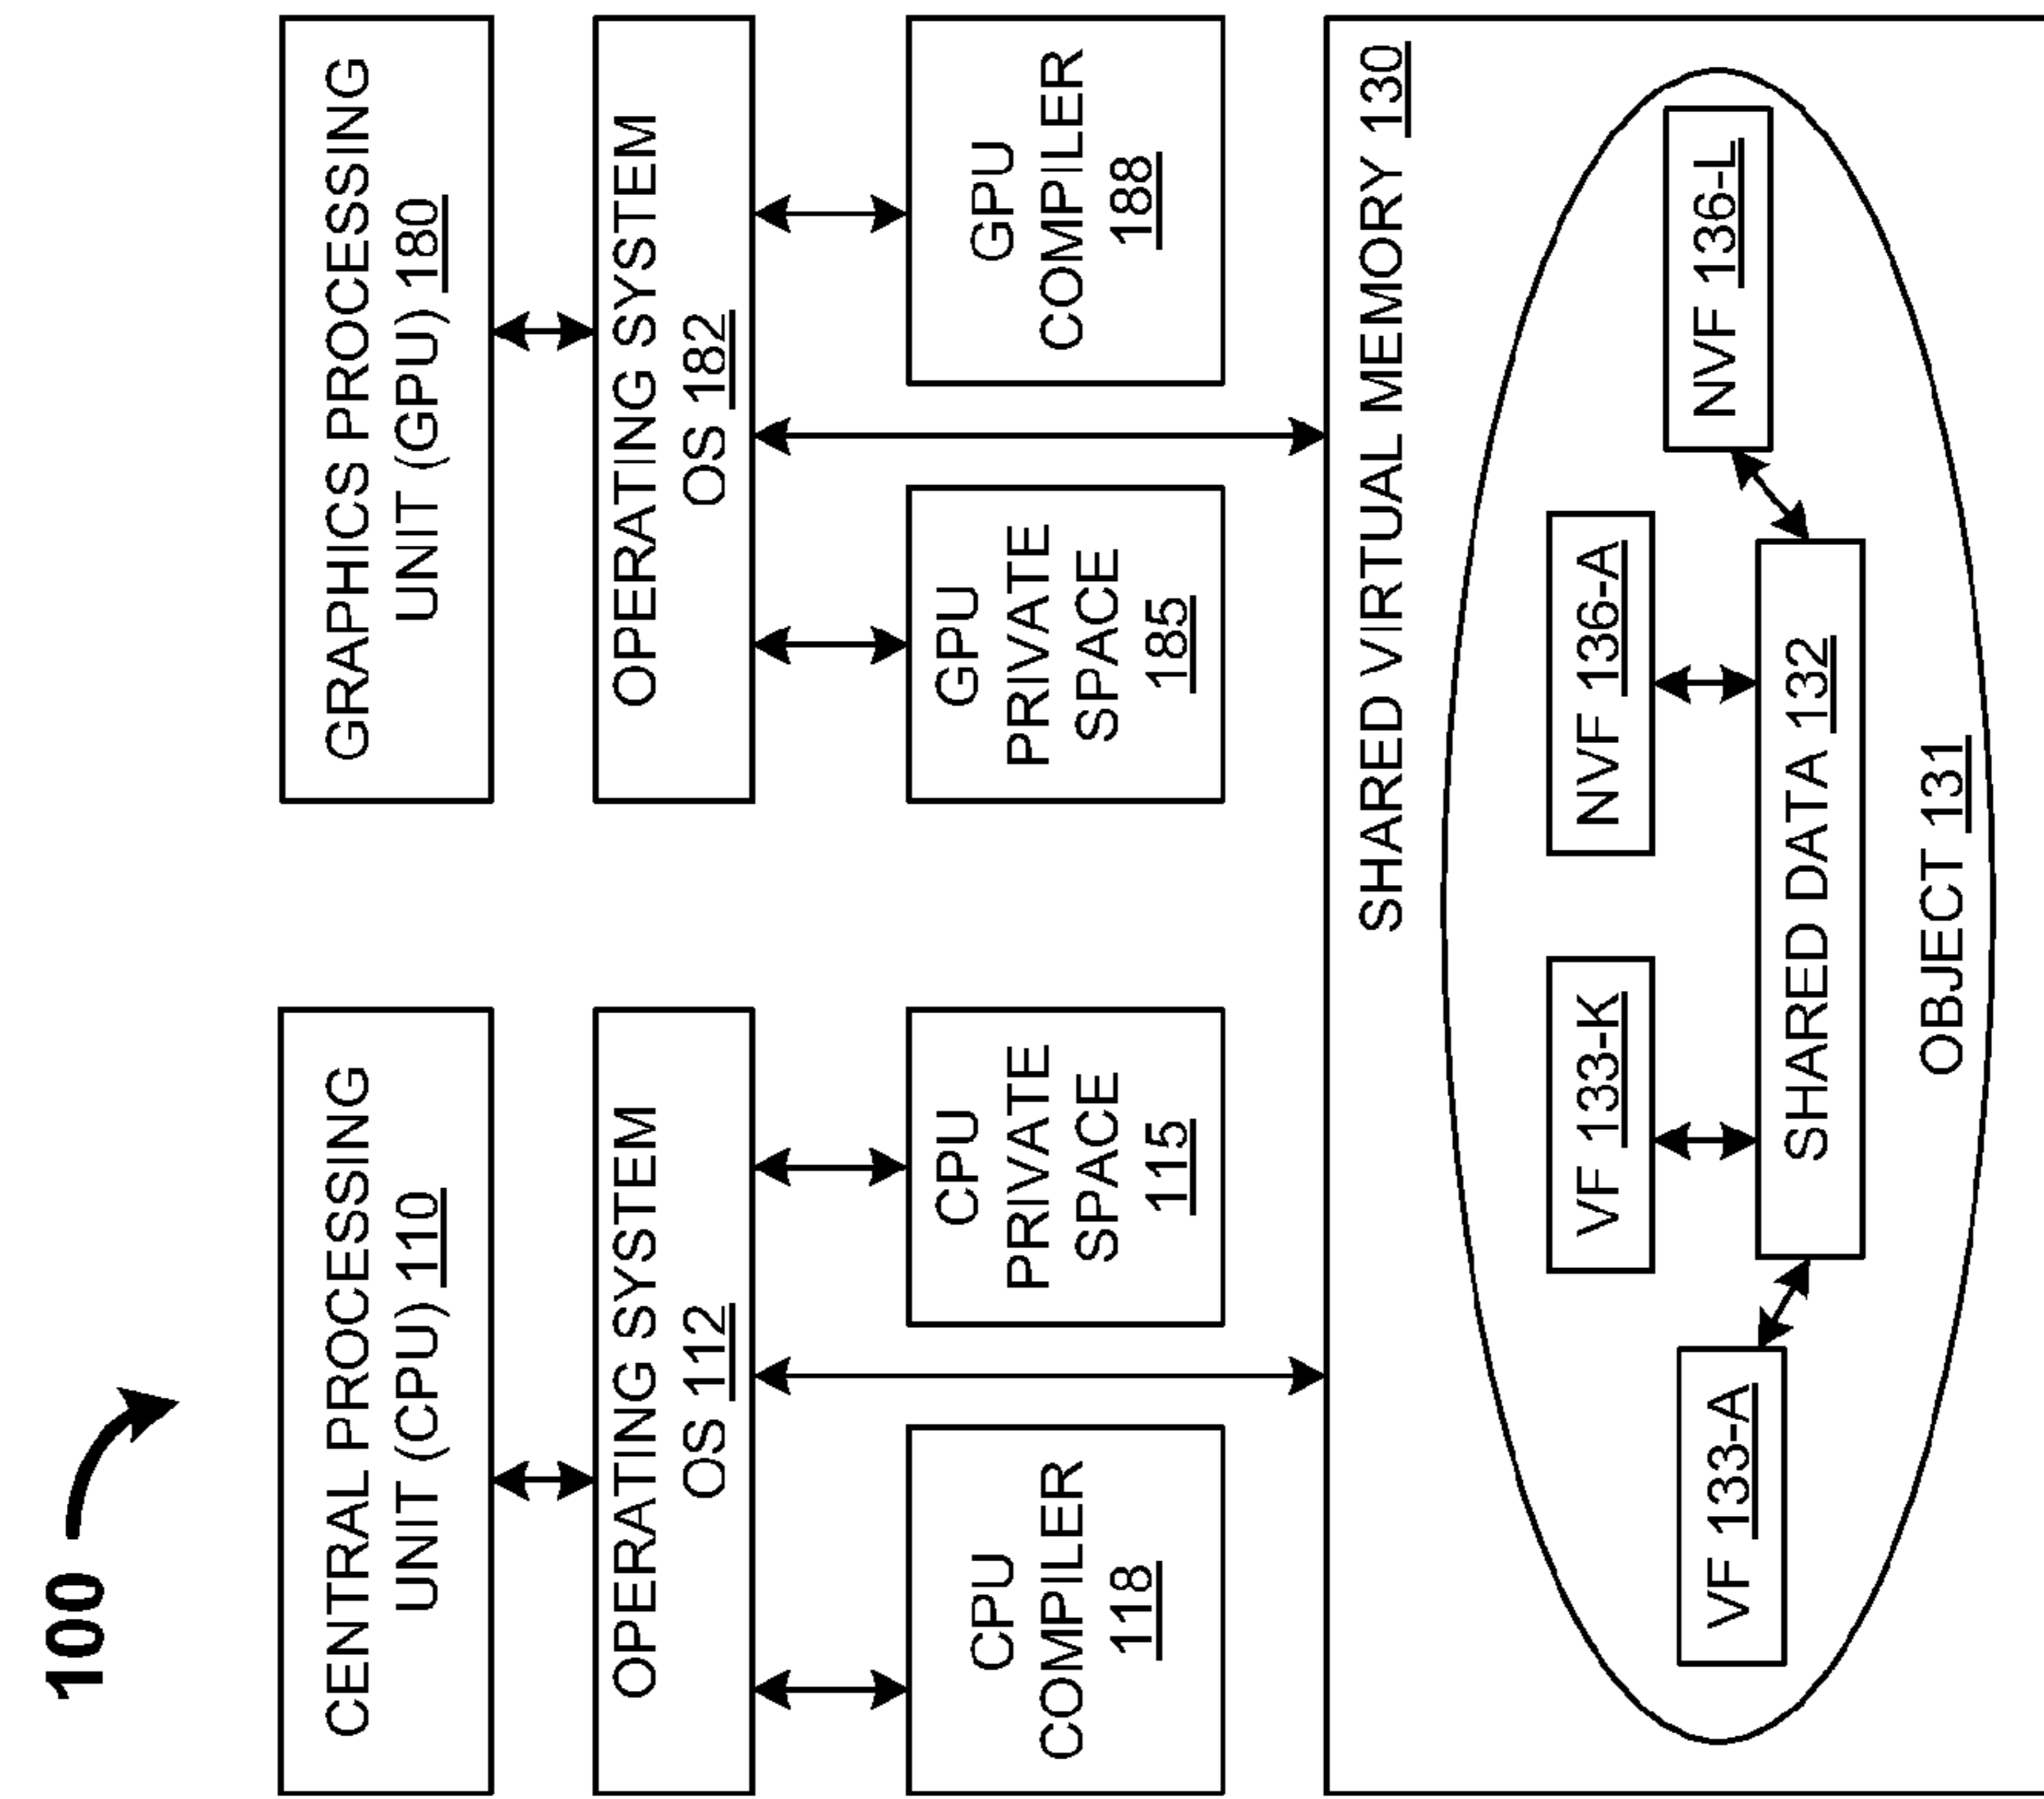 100
CENTRAL PROCESSING
UNIT (CPU) 110
GRAPHICS PROCESSING
UNIT (GPU) 180
OPERATING SYSTEM
OS 112
OPERATING SYSTEM
OS 182
CPU
COMPILER
118
CPU
PRIVATE
SPACE
115
GPU
PRIVATE
SPACE
185
GPU
COMPILER
188
SHARED VIRTUAL MEMORY 130
VF 133-A
VF 133-K
NVF 136-A
NVF 136-L
SHARED DATA 132
OBJECT 131